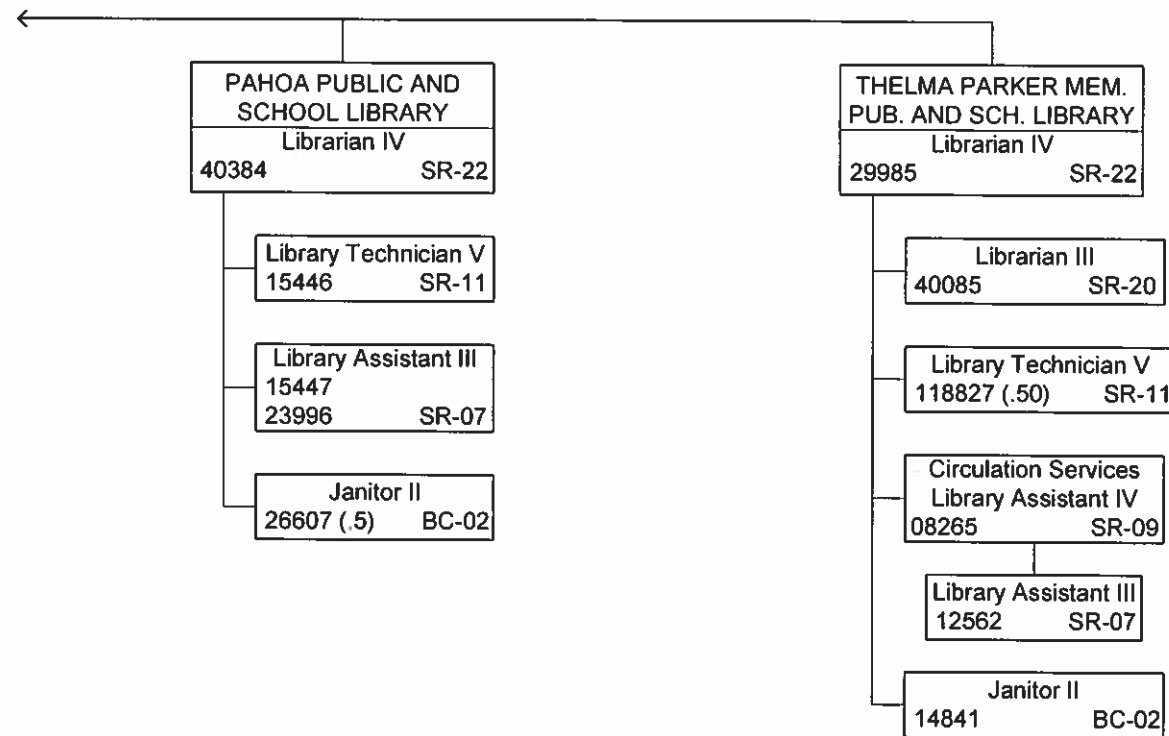 PAHOA PUBLIC AND
SCHOOL LIBRARY
Librarian IV
40384 SR-22
Library Technician V
15446 SR-11
Library Assistant III
15447
23996 SR-07
Janitor II
26607 (.5) BC-02
THELMA PARKER MEM.
PUB. AND SCH. LIBRARY
Librarian IV
29985 SR-22
Librarian III
40085 SR-20
Library Technician V
118827 (.50) SR-11
Circulation Services
Library Assistant IV
08265 SR-09
Library Assistant III
12562 SR-07
Janitor II
14841 BC-02